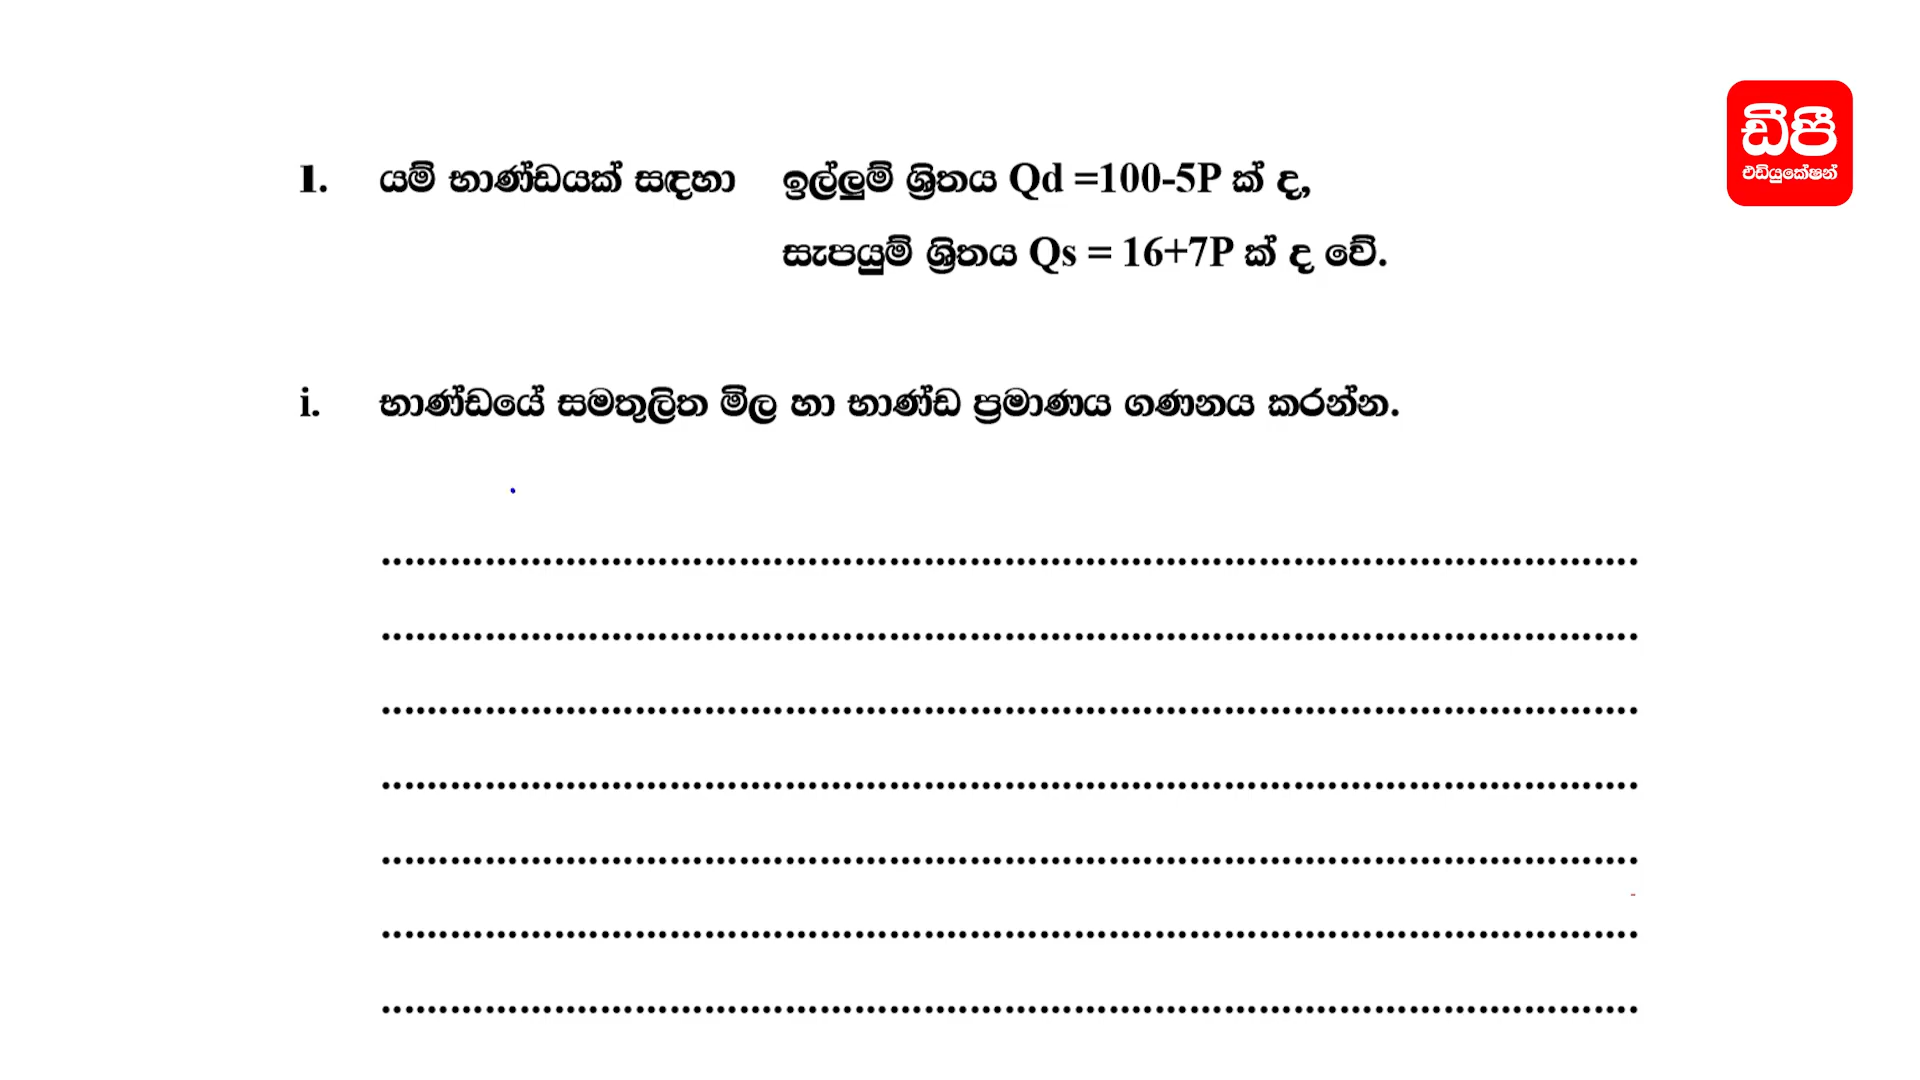 ඩීපී
එඩියුකේෂන්
1. යම් භාණ්ඩයක් සඳහා ඉල්ලුම් ශ්‍රිතය Qd =100-5P ක් ද,
සැපයුම් ශ්‍රිතය Qs = 16+7P ක් ද වේ.
i. භාණ්ඩයේ සමතුලිත මිල හා භාණ්ඩ ප්‍රමාණය ගණනය කරන්න.